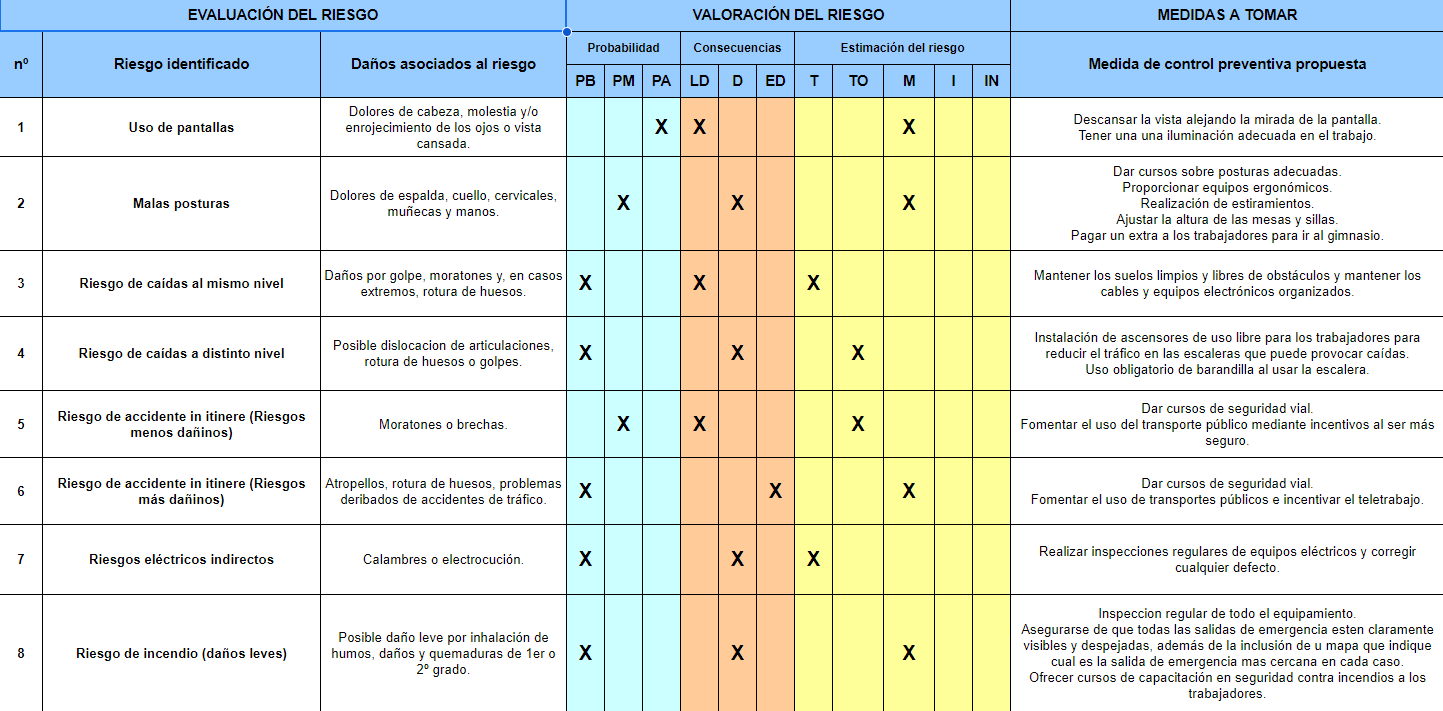 EVALUACIÓN DEL RIESGO VALORACIÓN DEL RIESGO MEDIDAS A TOMAR
nº Riesgo identificado Daños asociados al riesgo Probabilidad Consecuencias Estimación del riesgo Medida de control preventiva propuesta
PB PM PA LD D ED T TO M I IN
1 Uso de pantallas
Dolores de cabeza, molestia y/o
enrojecimiento de los ojos o vista
cansada.
X X X
Descansar la vista alejando la mirada de la pantalla.
Tener una una iluminación adecuada en el trabajo.
2 Malas posturas
Dolores de espalda, cuello, cervicales,
muñecas y manos.
X X X
Dar cursos sobre posturas adecuadas.
Proporcionar equipos ergonómicos.
Realización de estiramientos.
Ajustar la altura de las mesas y sillas.
Pagar un extra a los trabajadores para ir al gimnasio.
3 Riesgo de caídas al mismo nivel
Daños por golpe, moratones y, en casos
extremos, rotura de huesos.
X X X
Mantener los suelos limpios y libres de obstáculos y mantener los
cables y equipos electrónicos organizados.
4 Riesgo de caídas a distinto nivel
Posible dislocacion de articulaciones,
rotura de huesos o golpes.
X X X
Instalación de ascensores de uso libre para los trabajadores para
reducir el tráfico en las escaleras que puede provocar caídas.
Uso obligatorio de barandilla al usar la escalera.
5 Riesgo de accidente in itinere (Riesgos
menos dañinos)
Moratones o brechas.
X X X
Dar cursos de seguridad vial.
Fomentar el uso del transporte público mediante incentivos al ser más
seguro.
6 Riesgo de accidente in itinere (Riesgos
más dañinos)
Atropellos, rotura de huesos, problemas
deribados de accidentes de tráfico.
X X X
Dar cursos de seguridad vial.
Fomentar el uso de transportes públicos e incentivar el teletrabajo.
7 Riesgos eléctricos indirectos
Calambres o electrocución.
X X X
Realizar inspecciones regulares de equipos eléctricos y corregir
cualquier defecto.
8 Riesgo de incendio (daños leves)
Posible daño leve por inhalación de
humos, daños y quemaduras de 1er o
2º grado.
X X X
Inspeccion regular de todo el equipamiento.
Asegurarse de que todas las salidas de emergencia esten claramente
visibles y despejadas, además de la inclusión de u mapa que indique
cual es la salida de emergencia mas cercana en cada caso.
Ofrecer cursos de capacitación en seguridad contra incendios a los
trabajadores.